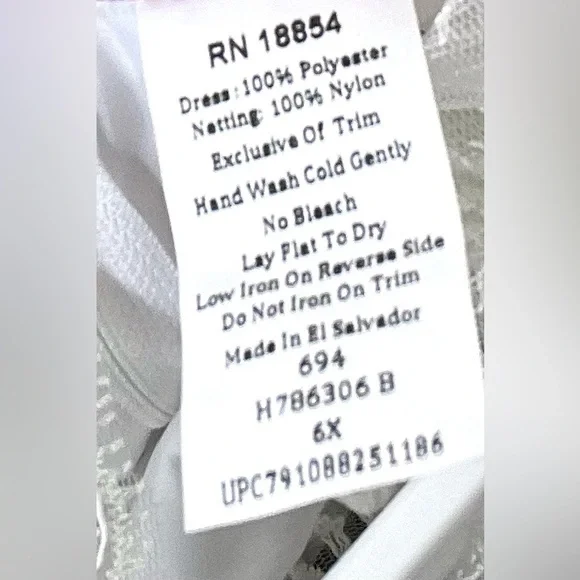 RN 18854
Dress: 100% Polyester
Netting: 100% Nylon
Exclusive Of Trim
Hand Wash Cold Gently
No Bleach
Lay Flat To Dry
Low Iron On Reverse Side
Do Not Iron On Trim
Made In El Salvador
694
H786306 B
6X
UPC791088251186